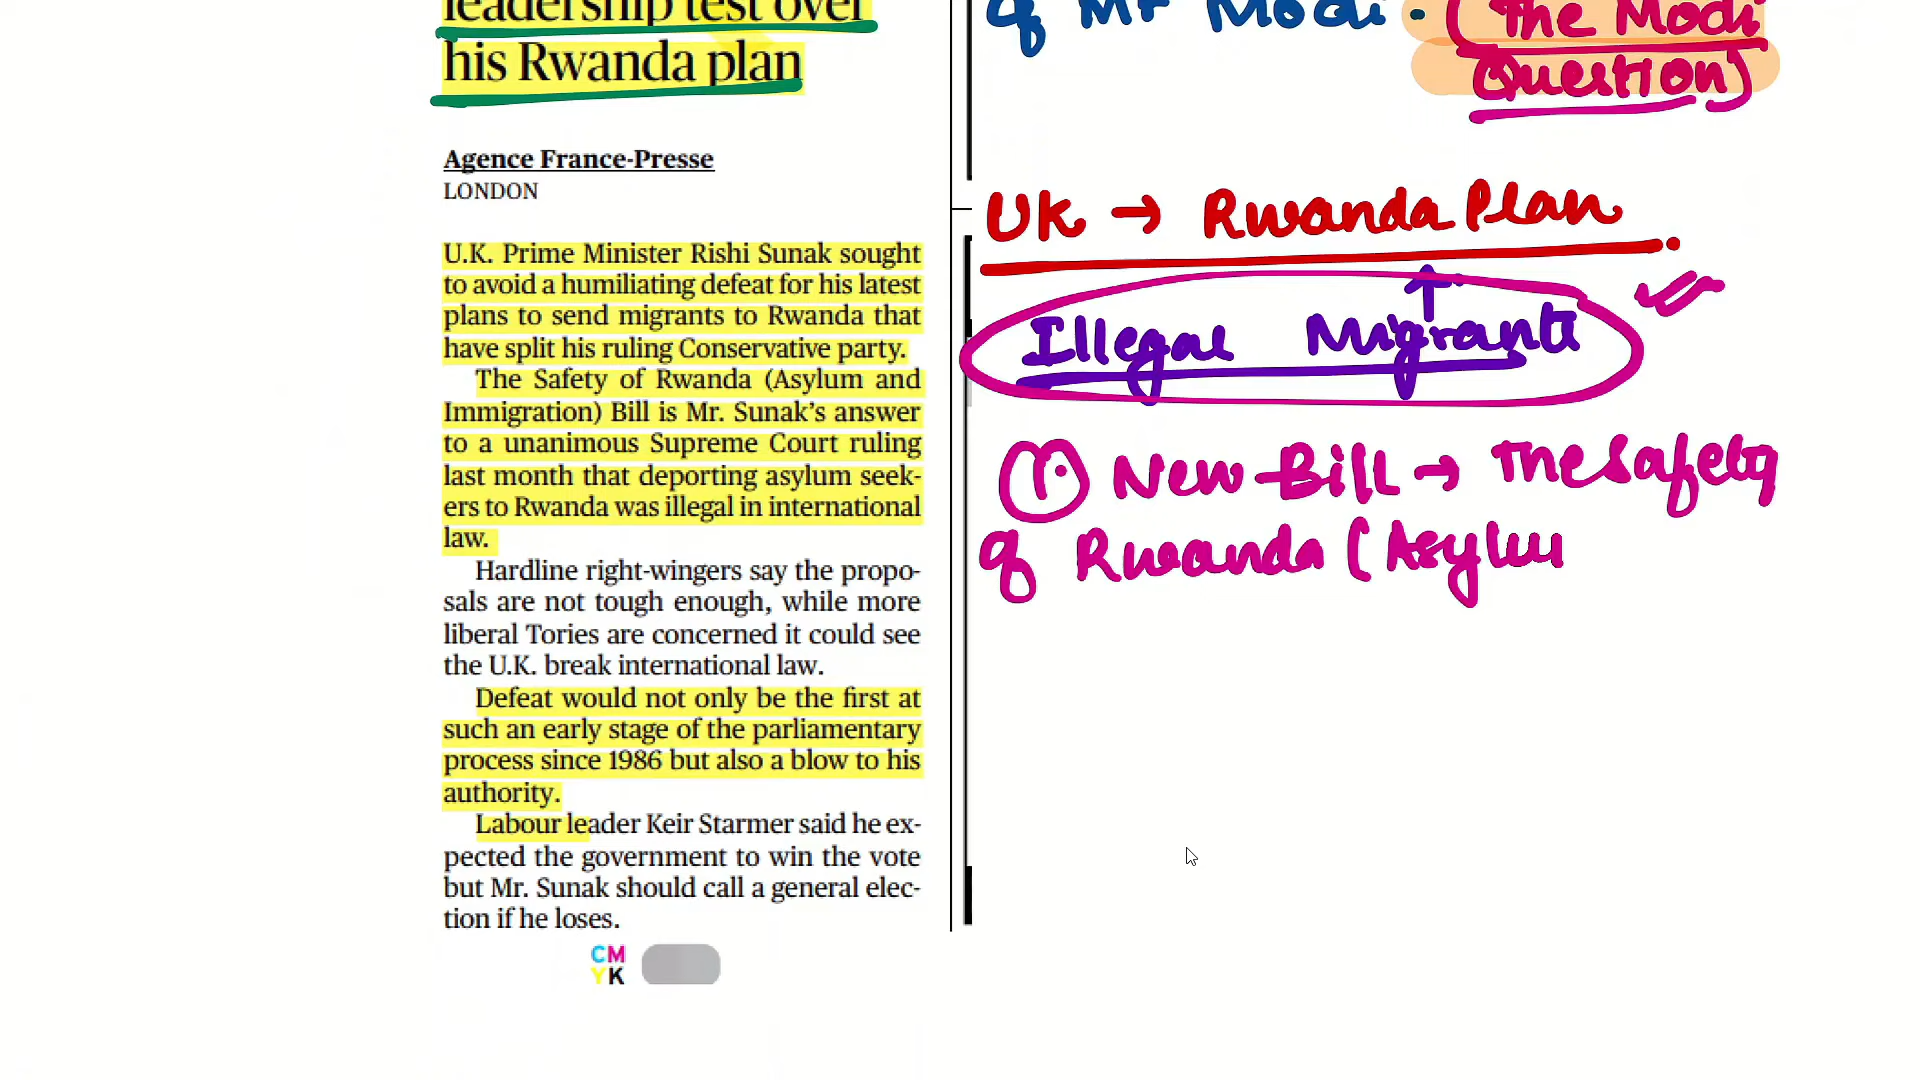 leadership test over
his Rwanda plan
Agence France-Presse
LONDON
U.K. Prime Minister Rishi Sunak sought
to avoid a humiliating defeat for his latest
plans to send migrants to Rwanda that
have split his ruling Conservative party.
The Safety of Rwanda (Asylum and
Immigration) Bill is Mr. Sunak’s answer
to a unanimous Supreme Court ruling
last month that deporting asylum seek-
ers to Rwanda was illegal in international
law.
Hardline right-wingers say the propo-
sals are not tough enough, while more
liberal Tories are concerned it could see
the U.K. break international law.
Defeat would not only be the first at
such an early stage of the parliamentary
process since 1986 but also a blow to his
authority.
Labour leader Keir Starmer said he ex-
pected the government to win the vote
but Mr. Sunak should call a general elec-
tion if he loses.
CM
YK
of Mr Modi. (The Modi
Question)
UK → Rwanda Plan
Illegal Migrants
① New Bill → The Safety
of Rwanda (Asylum